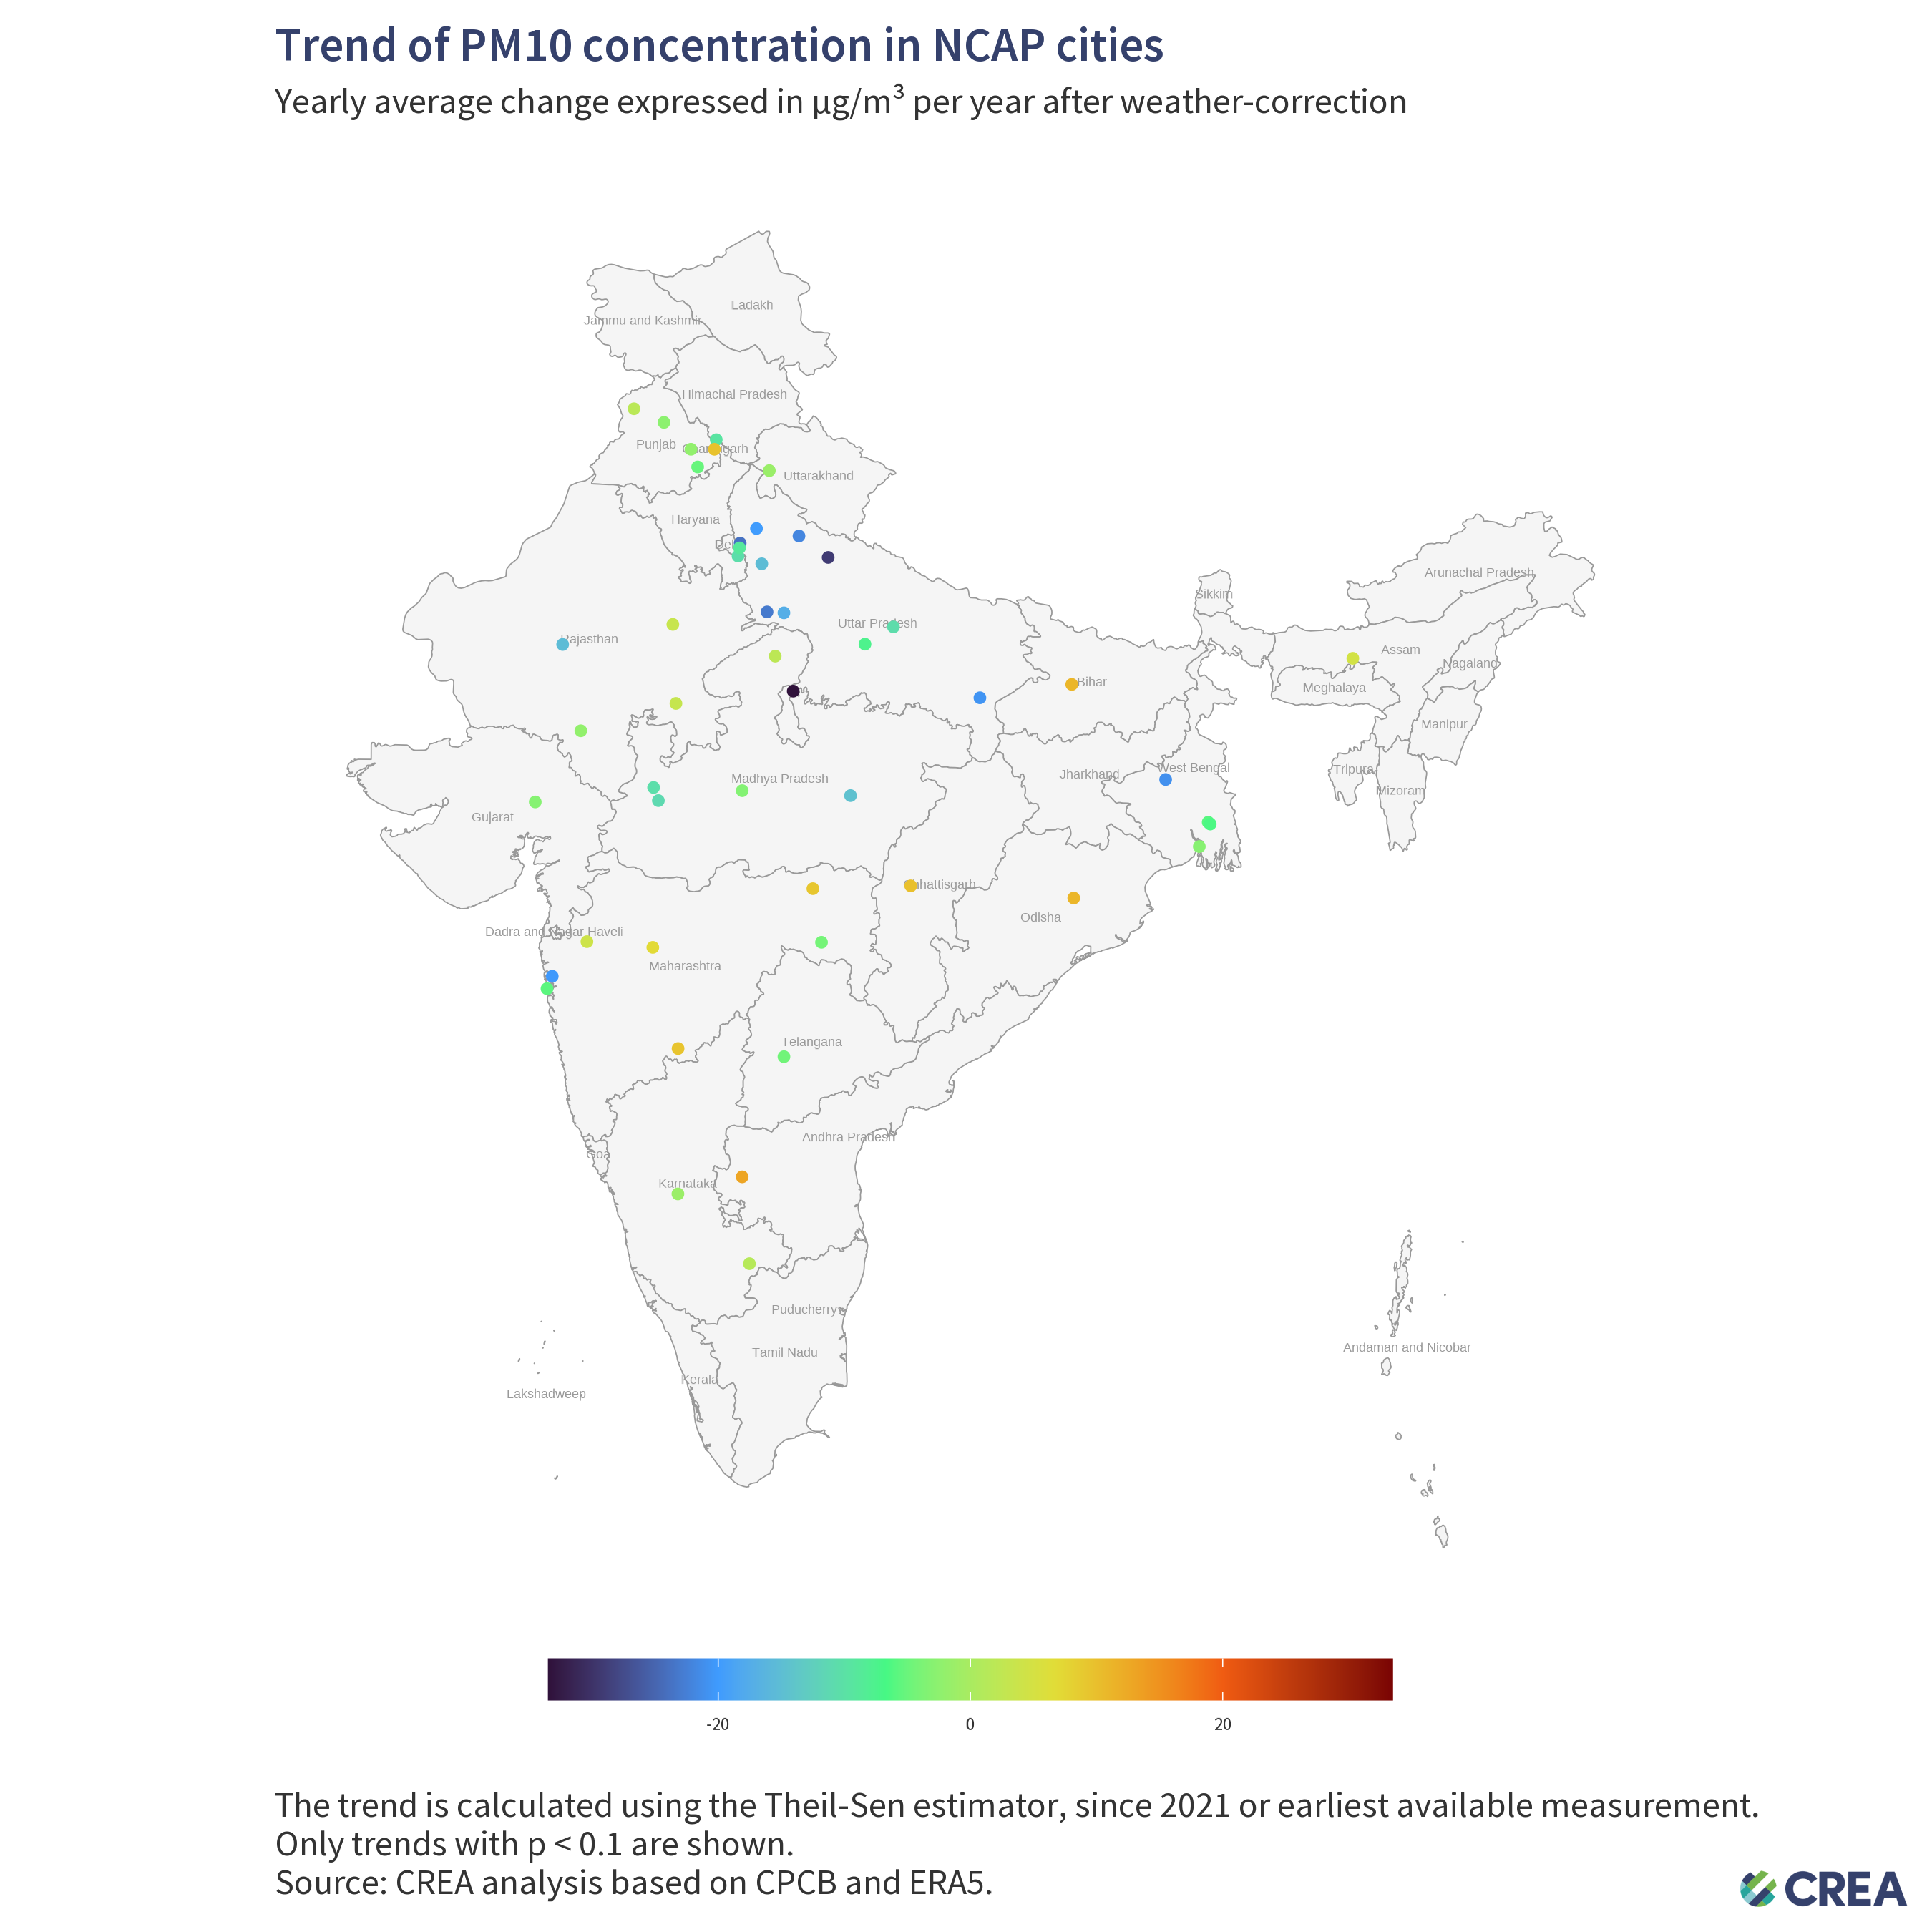 Trend of PM10 concentration in NCAP cities
Yearly average change expressed in µg/m³ per year after weather-correction
Ladakh
Jammu and Kashmir
Himachal Pradesh
Punjab
Chandigarh
Uttarakhand
Haryana
Delhi
Arunachal Pradesh
Sikkim
Uttar Pradesh
Rajasthan
Assam
Nagaland
Bihar
Meghalaya
Manipur
West Bengal
Tripura
Jharkhand
Madhya Pradesh
Mizoram
Gujarat
Chhattisgarh
Odisha
Dadra and Nagar Haveli
Maharashtra
Telangana
Andhra Pradesh
Goa
Karnataka
Puducherry
Andaman and Nicobar
Tamil Nadu
Kerala
Lakshadweep
-20 0 20
The trend is calculated using the Theil-Sen estimator, since 2021 or earliest available measurement.
Only trends with p < 0.1 are shown.
Source: CREA analysis based on CPCB and ERA5.
CREA